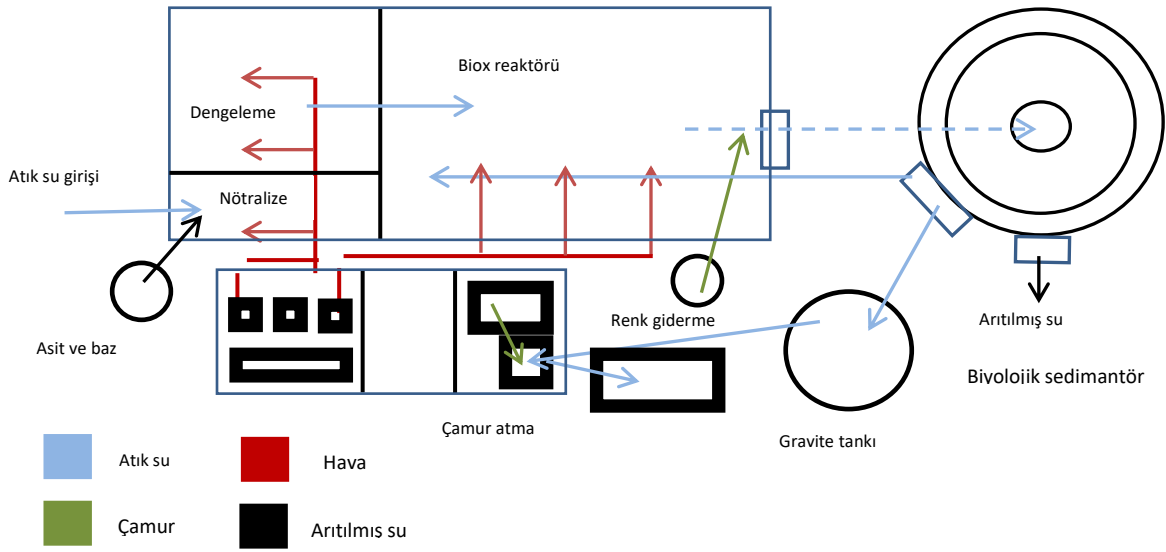 Biox reaktörü
Dengeleme
Atık su girişi
Nötralize
Asit ve baz
Renk giderme
Arıtılmış su
Biyolojik sedimantör
Çamur atma
Gravite tankı
Atık su
Hava
Çamur
Arıtılmış su